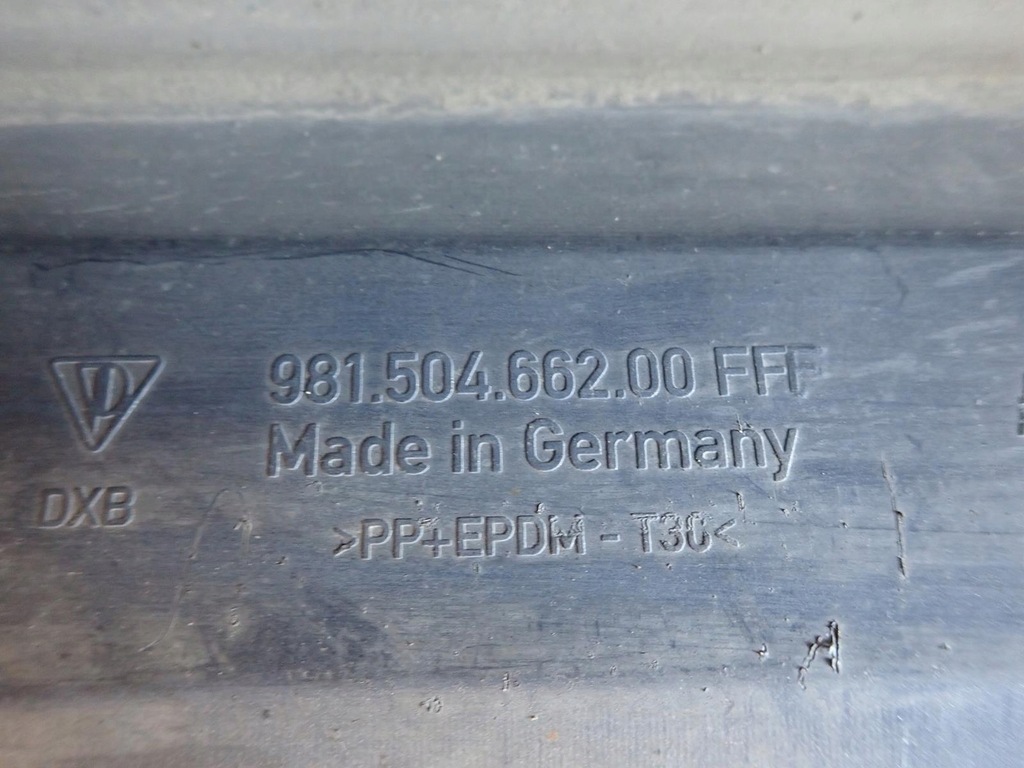 981.504.662.00 FFF
Made in Germany
DXB
>PP+EPDM - T30<